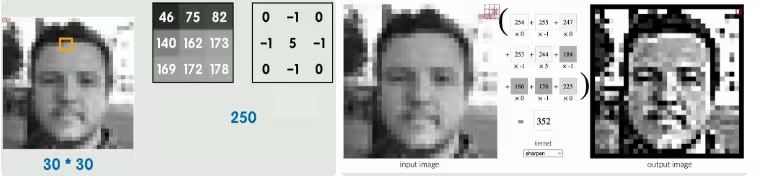 46 75 82
140 162 173
169 172 178
0 −1 0
−1 5 −1
0 −1 0
250
30 * 30
( 254 + 255 + 247
×0 ×-1 ×0
+ 253 + 244 + 184
×-1 ×5 ×-1
+ 186 + 176 + 223 )
×0 ×-1 ×0
= 352
kernel:
sharpen
input image
output image